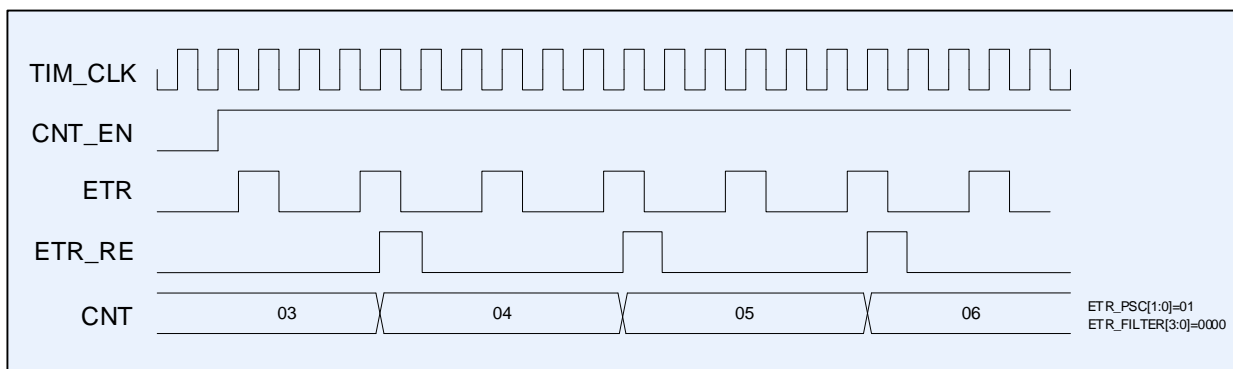 TIM_CLK
CNT_EN
ETR
ETR_RE
CNT
03
04
05
06
ETR_PSC[1:0]=01
ETR_FILTER[3:0]=0000